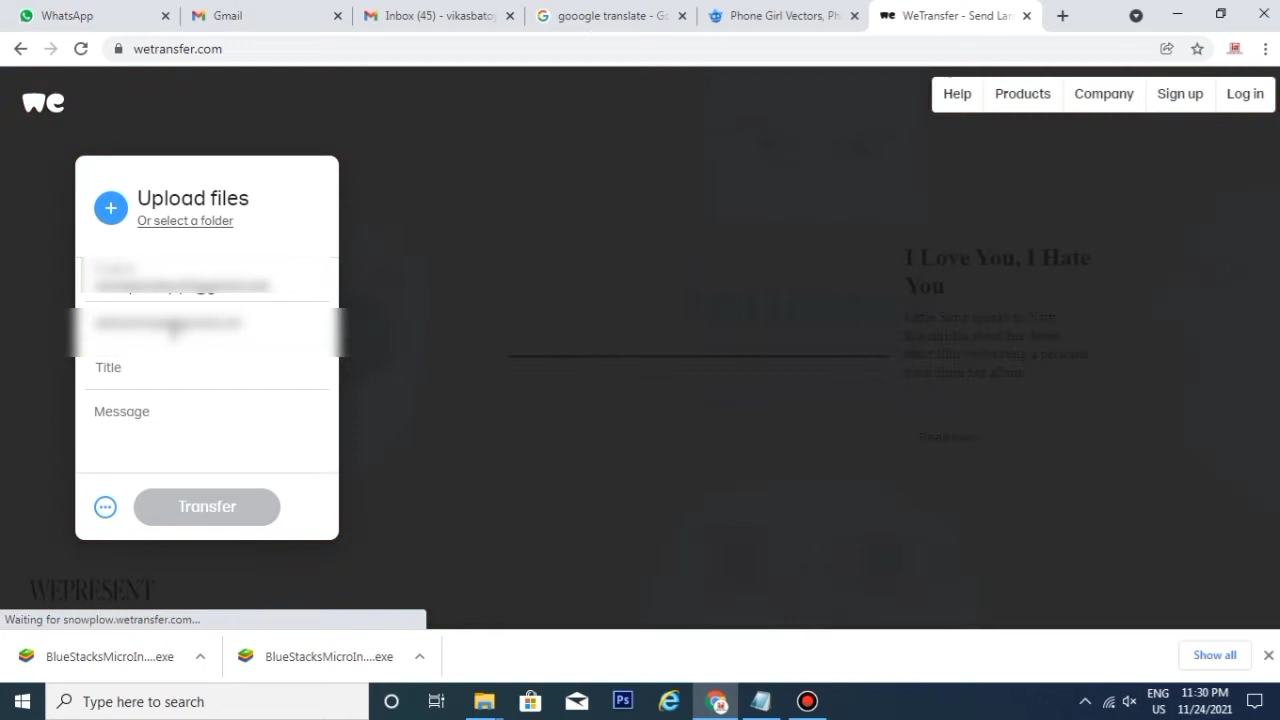 WhatsApp
Gmail
Inbox (45) - vikasbato
gooogle translate - Go
Phone Girl Vectors, Ph
WeTransfer - Send Lar
wetransfer.com
we
Help
Products
Company
Sign up
Log in
Upload files
Or select a folder
Title
Message
Transfer
I Love You, I Hate
You
WEPRESENT
Waiting for snowplow.wetransfer.com...
BlueStacksMicroIn....exe
BlueStacksMicroIn....exe
Show all
Type here to search
ENG
US
11:30 PM
11/24/2021